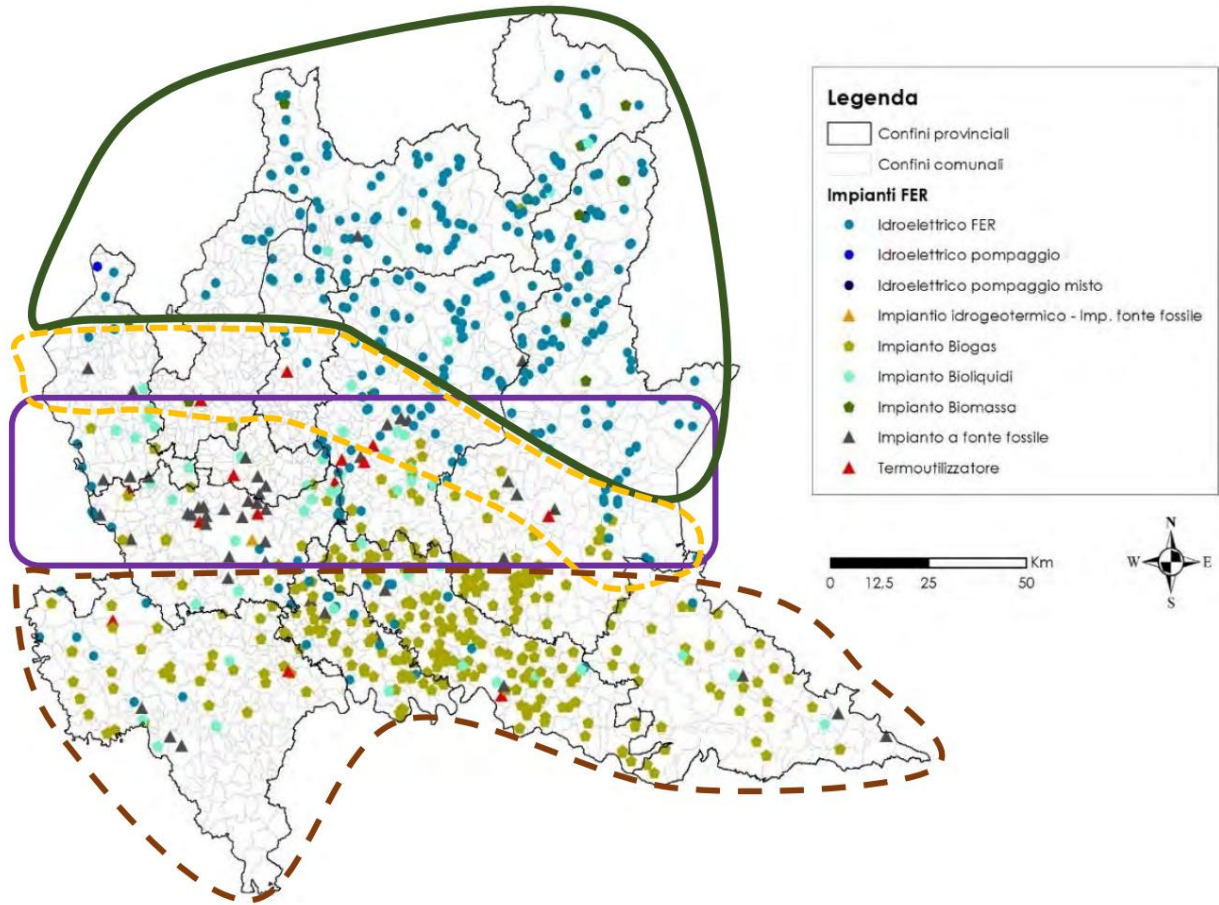 Legenda
Confini provinciali
Confini comunali
Impianti FER
Idroelettrico FER
Idroelettrico pompaggio
Idroelettrico pompaggio misto
Impiantio idrogeotermico - Imp. fonte fossile
Impianto Biogas
Impianto Bioliquidi
Impianto Biomassa
Impianto a fonte fossile
Termoutilizzatore
Km
0 12,5 25 50
N
W E
S